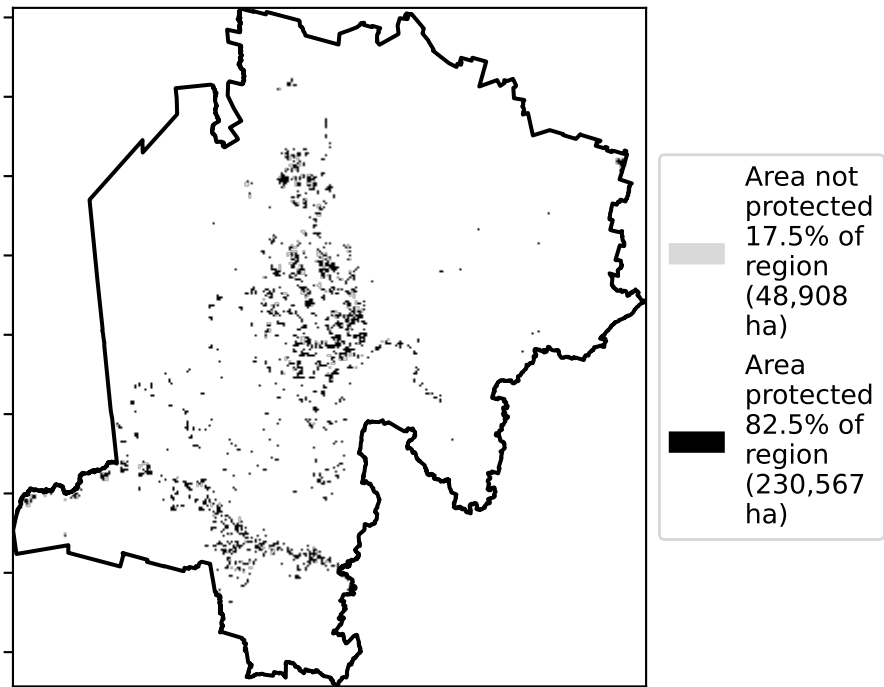 Area not
protected
17.5% of
region
(48,908
ha)
Area
protected
82.5% of
region
(230,567
ha)